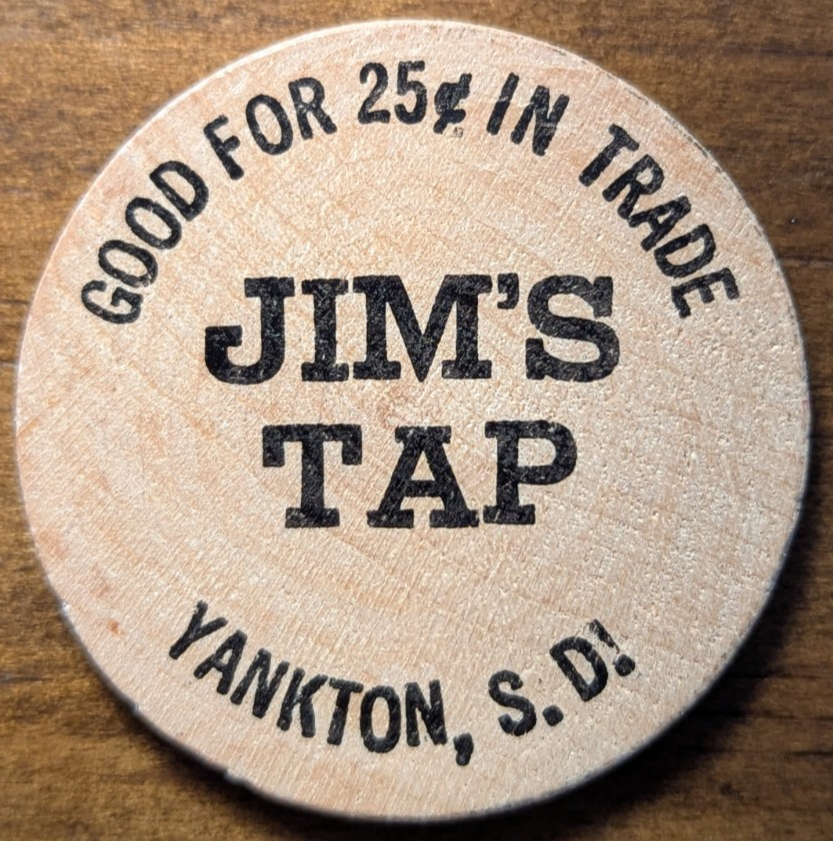 GOOD FOR 25¢ IN TRADE
JIM'S
TAP
YANKTON, S. D.